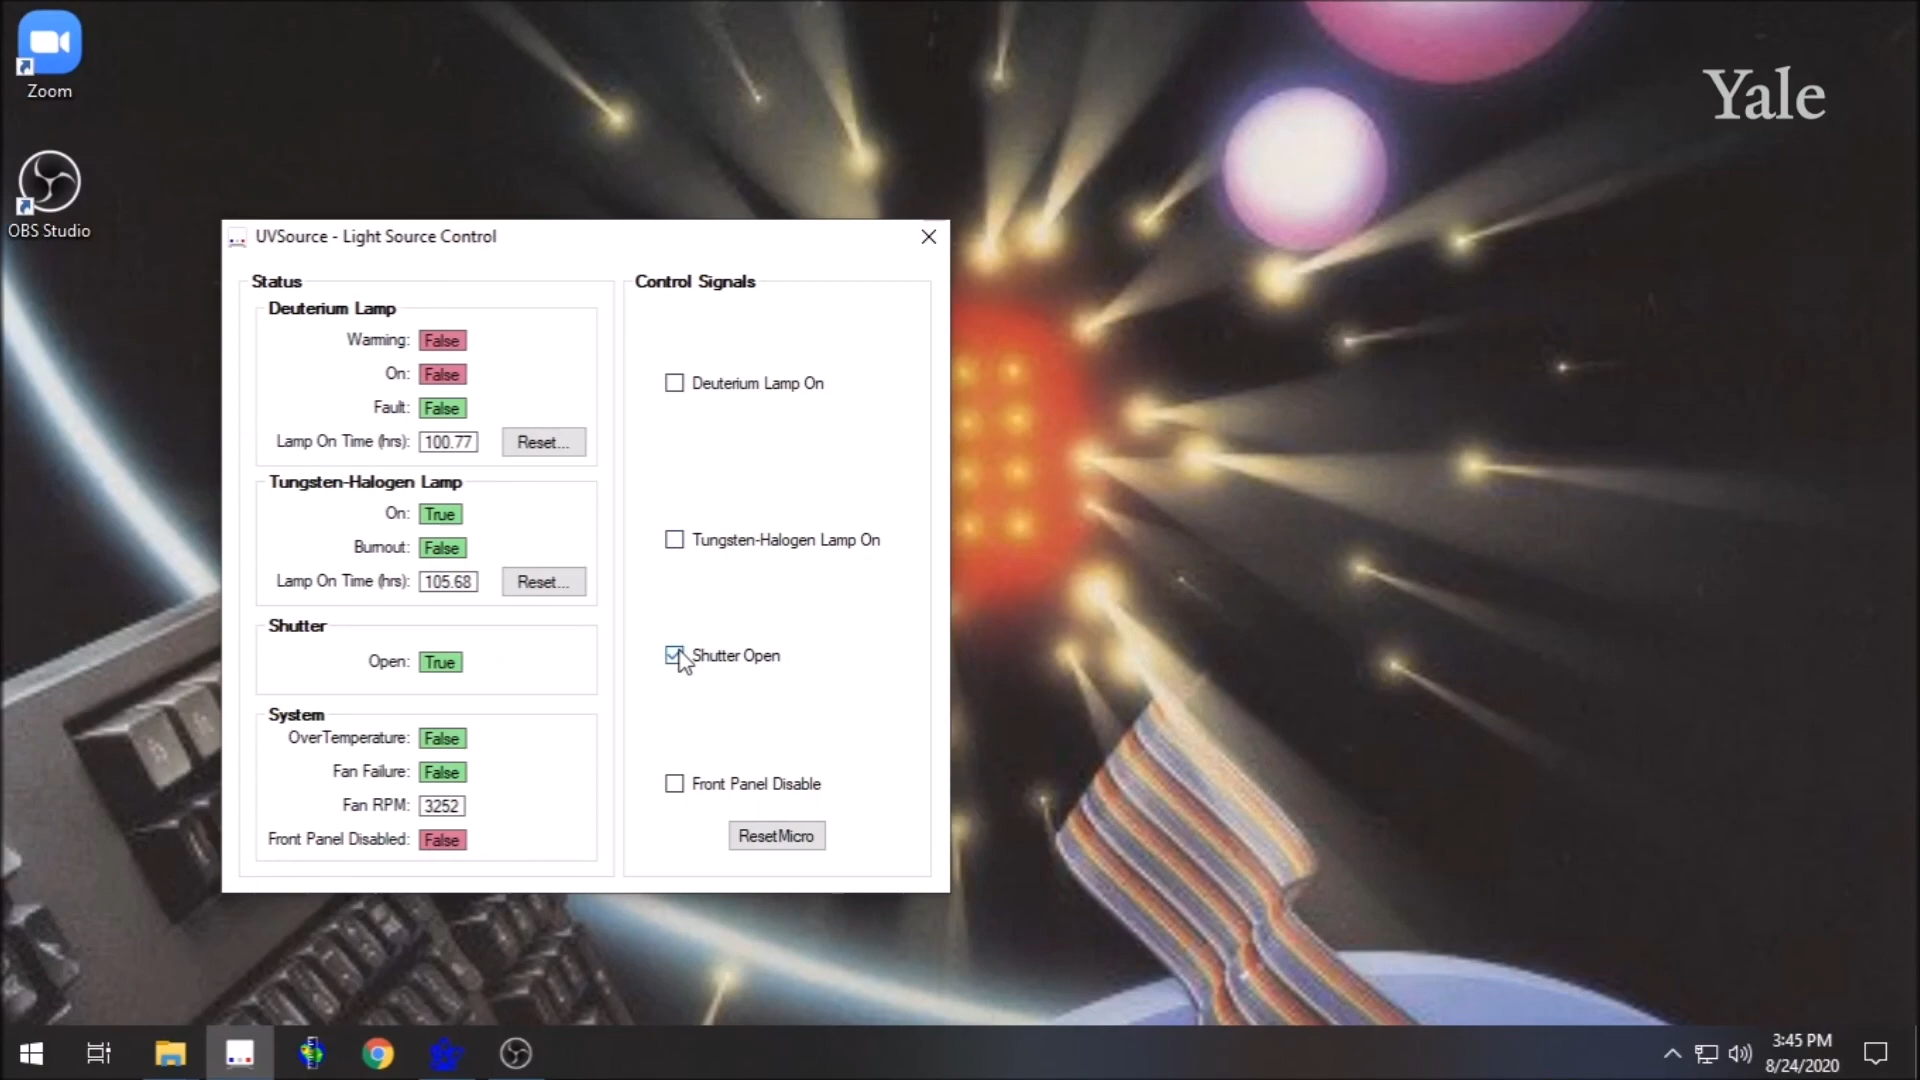 Zoom
OBS Studio
Yale
UVSource - Light Source Control
Status
Deuterium Lamp
Warning: False
On: False
Fault: False
Lamp On Time (hrs): 100.77 Reset...
Tungsten-Halogen Lamp
On: True
Burnout: False
Lamp On Time (hrs): 105.68 Reset...
Shutter
Open: True
System
OverTemperature: False
Fan Failure: False
Fan RPM: 3252
Front Panel Disabled: False
Control Signals
Deuterium Lamp On
Tungsten-Halogen Lamp On
Shutter Open
Front Panel Disable
ResetMicro
3:45 PM
8/24/2020